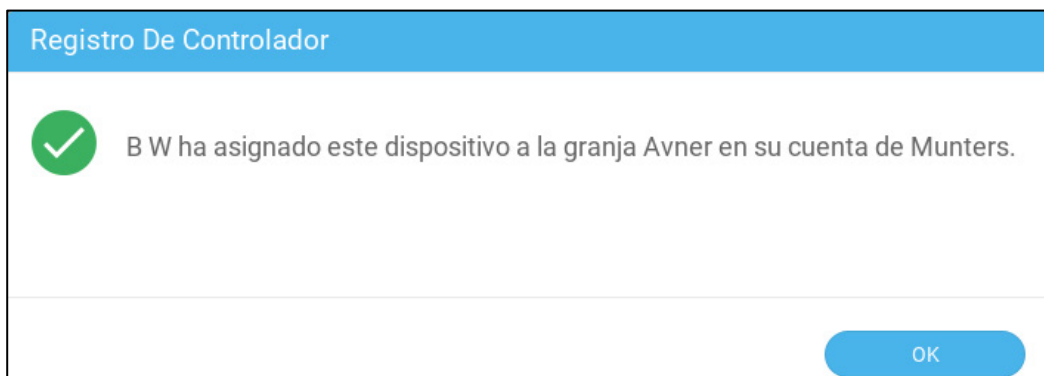 Registro De Controlador
B W ha asignado este dispositivo a la granja Avner en su cuenta de Munters.
OK